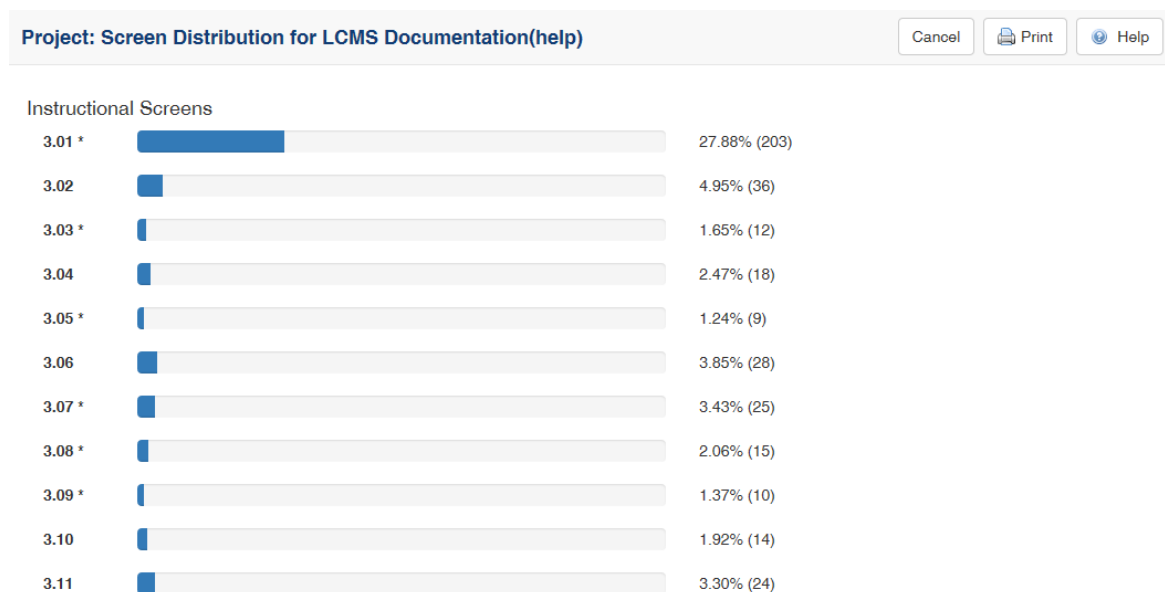 Project: Screen Distribution for LCMS Documentation(help) Cancel Print Help
Instructional Screens
3.01 * 27.88% (203)
3.02 4.95% (36)
3.03 * 1.65% (12)
3.04 2.47% (18)
3.05 * 1.24% (9)
3.06 3.85% (28)
3.07 * 3.43% (25)
3.08 * 2.06% (15)
3.09 * 1.37% (10)
3.10 1.92% (14)
3.11 3.30% (24)